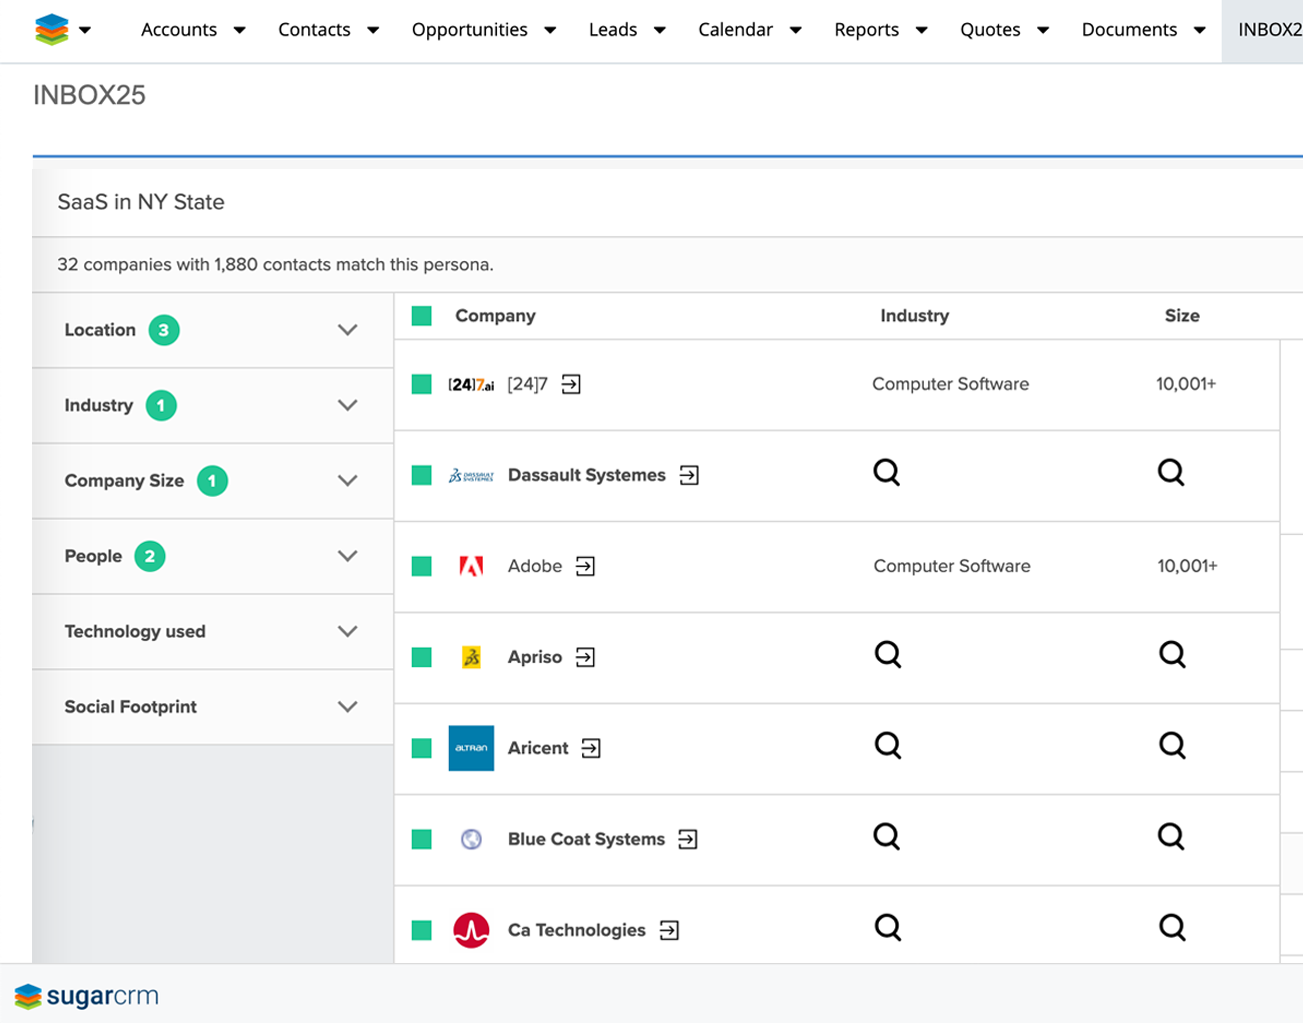 Accounts Contacts Opportunities Leads Calendar Reports Quotes Documents INBOX2
INBOX25
SaaS in NY State
32 companies with 1,880 contacts match this persona.
Location 3
Industry 1
Company Size 1
People 2
Technology used
Social Footprint
Company Industry Size
[24]7.ai [24]7 Computer Software 10,001+
DASSAULT SYSTEMES Dassault Systemes
Adobe Computer Software 10,001+
Apriso
altran Aricent
Blue Coat Systems
Ca Technologies
sugarcrm